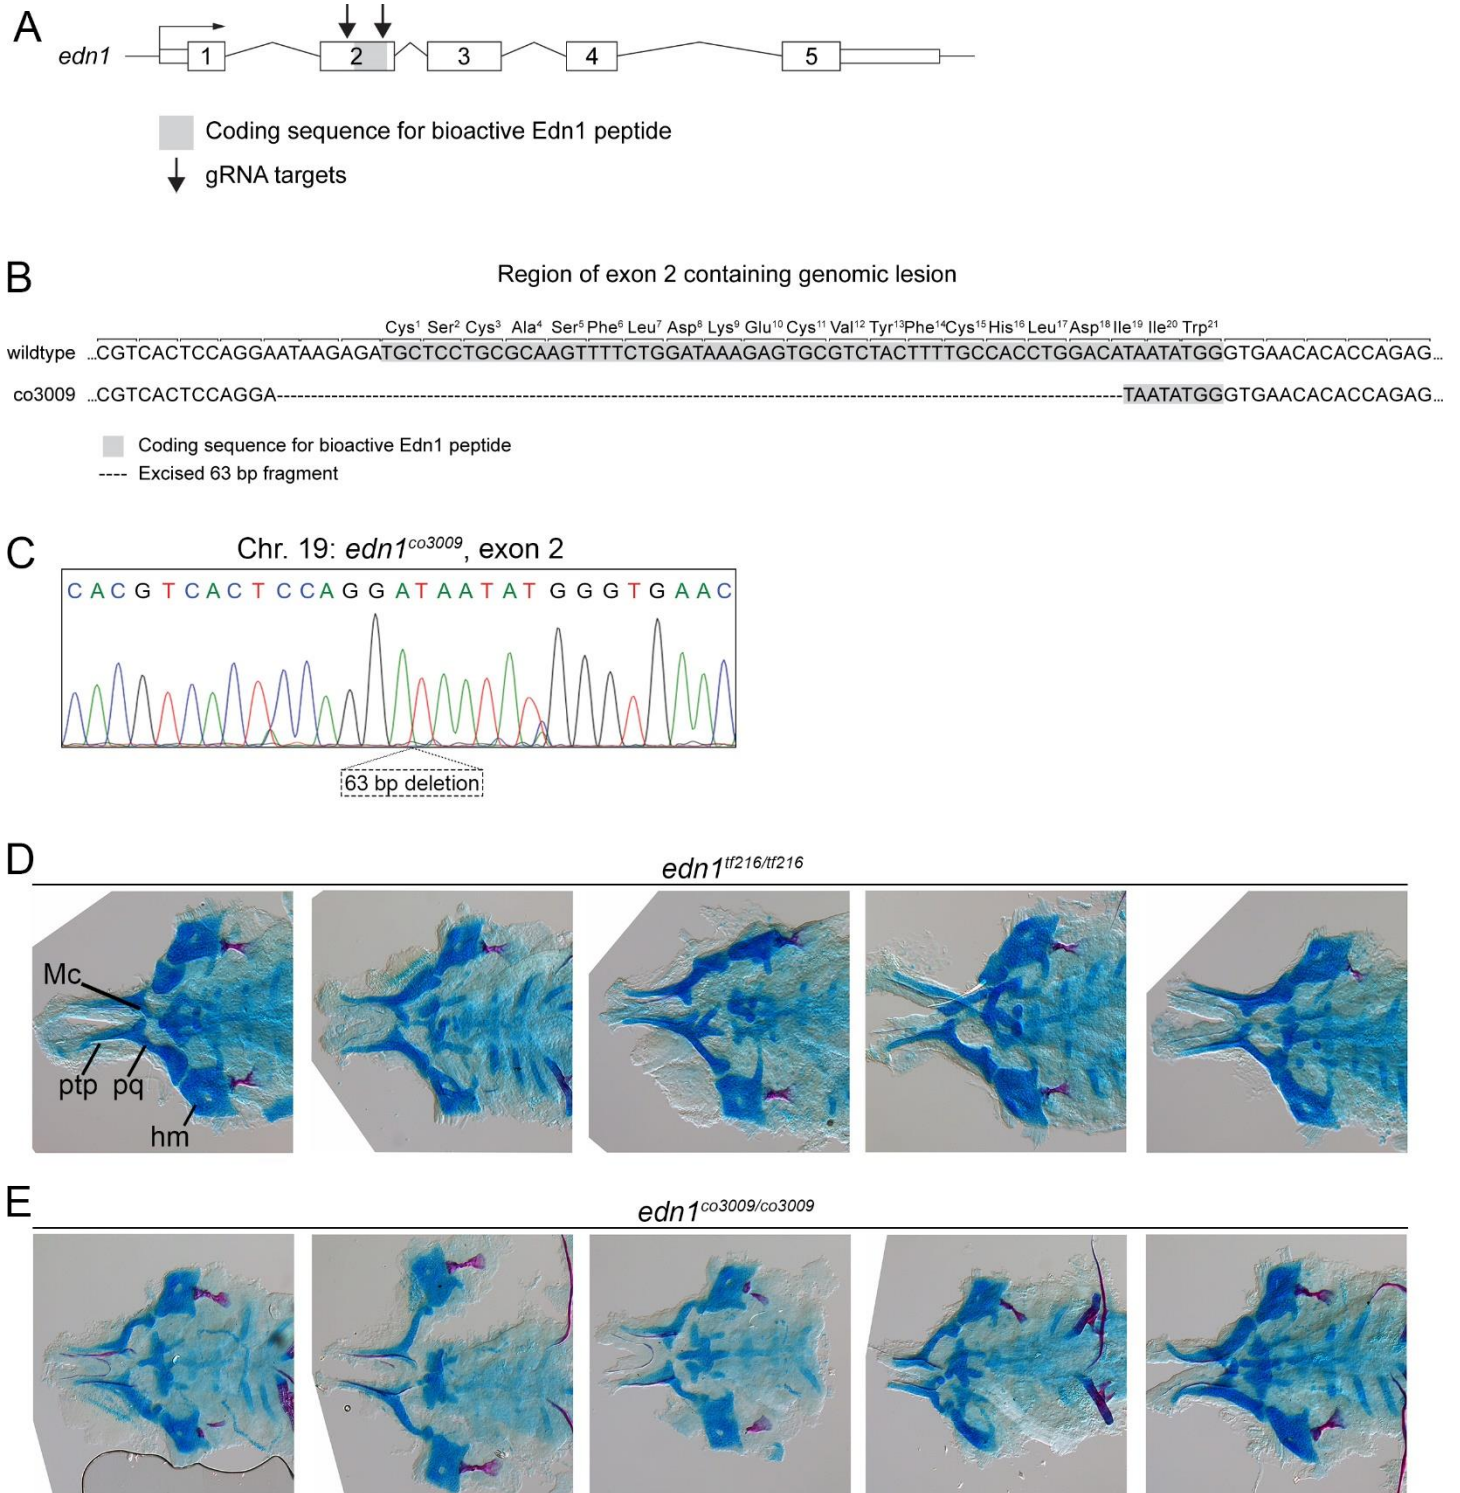 A
edn1
1
2
3
4
5
Coding sequence for bioactive Edn1 peptide
gRNA targets
B
Region of exon 2 containing genomic lesion
Cys1 Ser2 Cys3 Ala4 Ser5 Phe6 Leu7 Asp8 Lys9 Glu10 Cys11 Val12 Tyr13 Phe14 Cys15 His16 Leu17 Asp18 Ile19 Ile20 Trp21
wildtype ...CGTCACTCCAGGAATAAGAGATGCTCCTGCGCAAGTTTTCTGGATAAAGAGTGCGTCTACTTTTGCCACCTGGACATAATATGGGTGAACACACCAGAG...
co3009 ...CGTCACTCCAGGA---------------------------------------------------------------TAATATGGGTGAACACACCAGAG...
Coding sequence for bioactive Edn1 peptide
---- Excised 63 bp fragment
C
Chr. 19: edn1co3009, exon 2
CACGTCACTCCAGGATAATATGGGTGAAC
63 bp deletion
D
edn1tf216/tf216
Mc
ptp pq
hm
E
edn1co3009/co3009